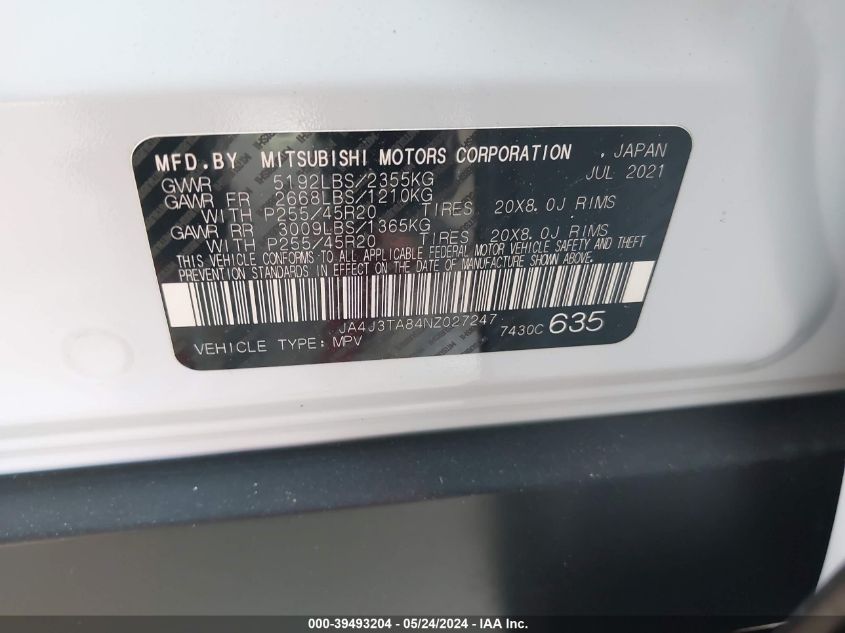 MFD.BY MITSUBISHI MOTORS CORPORATION , JAPAN
GVWR 5192LBS/2355KG JUL 2021
GAWR FR 2668LBS/1210KG
WITH P255/45R20 TIRES 20X8.0J RIMS
GAWR RR 3009LBS/1365KG
WITH P255/45R20 TIRES 20X8.0J RIMS
THIS VEHICLE CONFORMS TO ALL APPLICABLE FEDERAL MOTOR VEHICLE SAFETY AND THEFT
PREVENTION STANDARDS IN EFFECT ON THE DATE OF MANUFACTURE SHOWN ABOVE.
JA4J3TA84NZ027247
VEHICLE TYPE: MPV 7430C 635
000-39493204 - 05/24/2024 - IAA Inc.